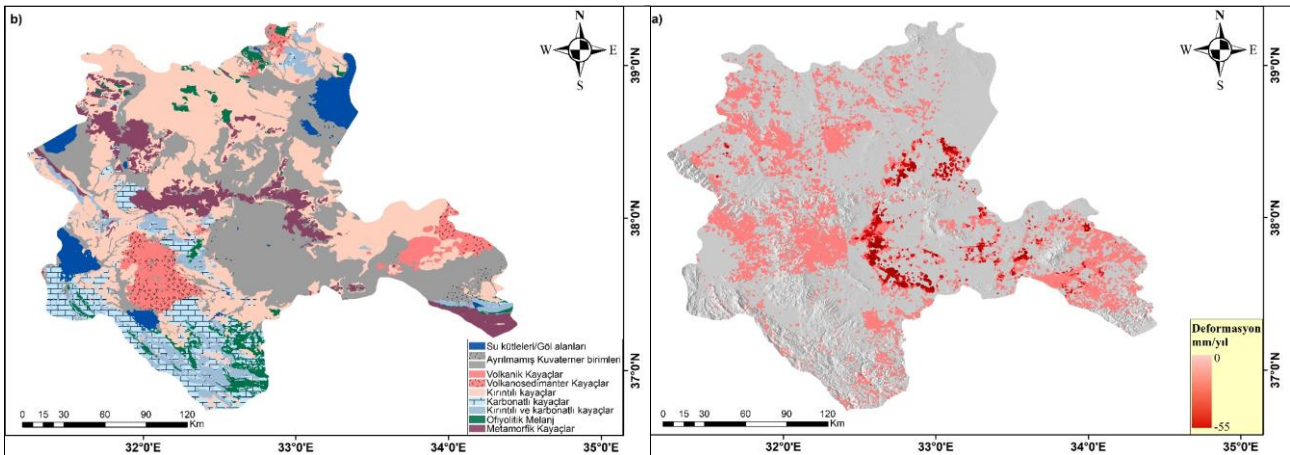 b)
N
W E
S
39°0'N
38°0'N
37°0'N
Su kütleleri/Göl alanları
Ayrılmamış Kuvaterner birimleri
Volkanik Kayaçlar
Volkanosedimanter Kayaçlar
Kırıntılı kayaçlar
Karbonatlı kayaçlar
Kırıntılı ve karbonatlı kayaçlar
Ofiyolitik Melanj
Metamorfik Kayaçlar
0 15 30 60 90 120
Km
32°0'E 33°0'E 34°0'E 35°0'E
a)
N
W E
S
39°0'N
38°0'N
37°0'N
Deformasyon
mm/yıl
0
-55
0 15 30 60 90 120
Km
32°0'E 33°0'E 34°0'E 35°0'E